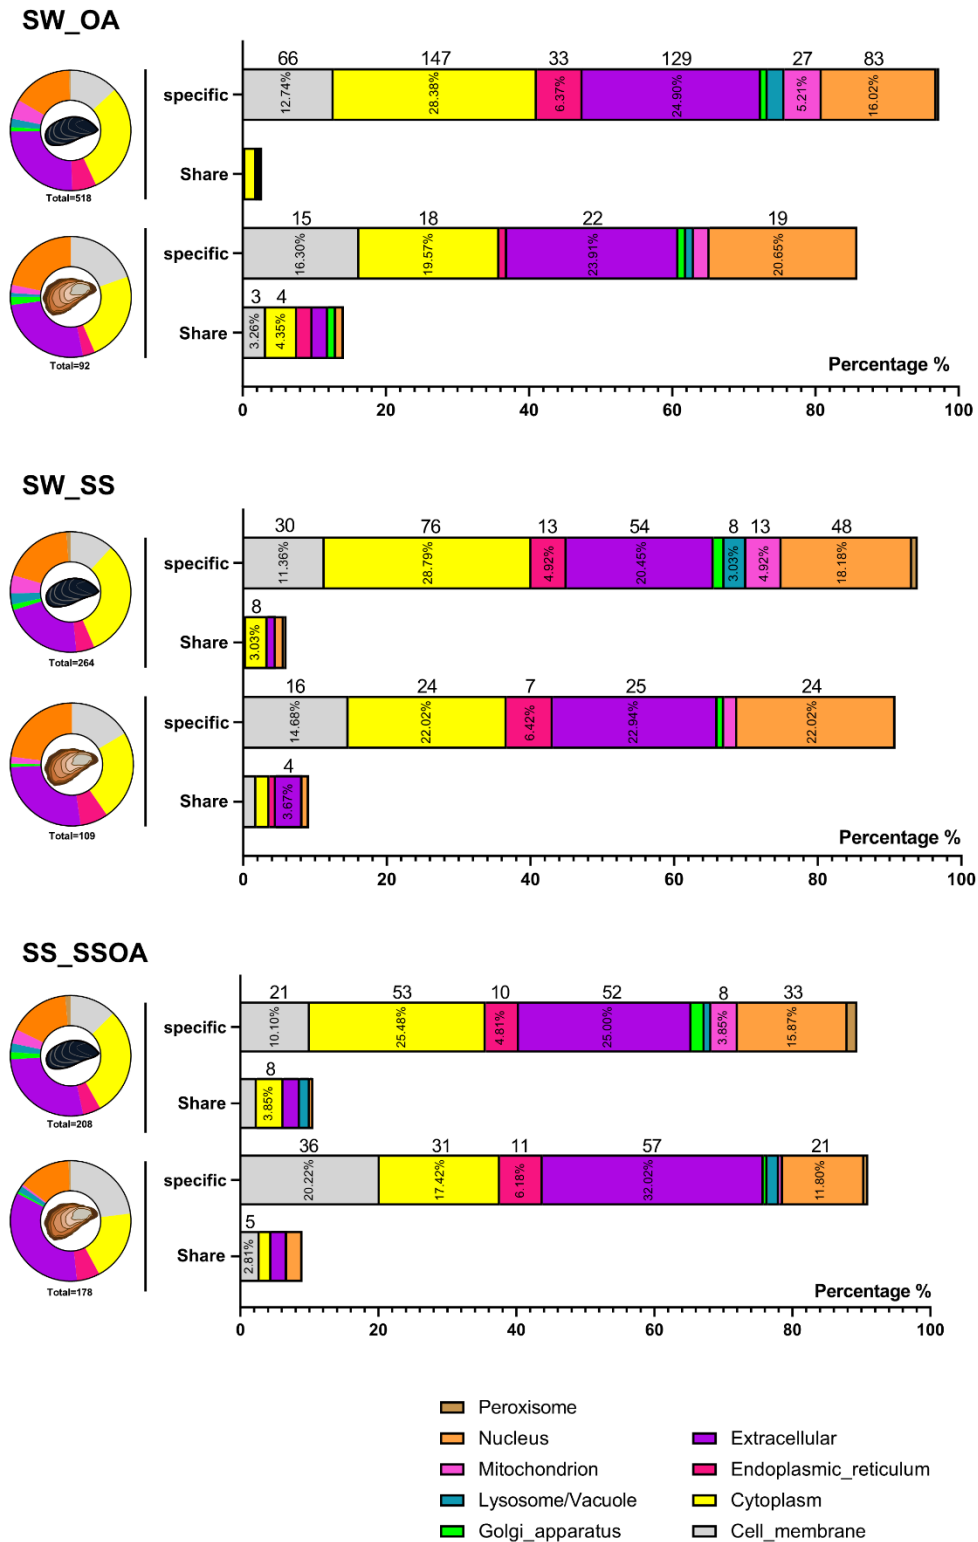 SW_OA
66 147 33 129 27 83
specific 12.74% 28.38% 6.37% 24.90% 5.21% 16.02%
Share
Total=518
15 18 22 19
specific 16.30% 19.57% 23.91% 20.65%
3 4
Share 3.26% 4.35%
Total=92
Percentage %
0 20 40 60 80 100
SW_SS
30 76 13 54 8 13 48
specific 11.36% 28.79% 4.92% 20.45% 3.03% 4.92% 18.18%
8
Share 3.03%
Total=264
16 24 7 25 24
specific 14.68% 22.02% 6.42% 22.94% 22.02%
4
Share 3.67%
Total=109
Percentage %
0 20 40 60 80 100
SS_SSOA
21 53 10 52 8 33
specific 10.10% 25.48% 4.81% 25.00% 3.85% 15.87%
8
Share 3.85%
Total=208
36 31 11 57 21
specific 20.22% 17.42% 6.18% 32.02% 11.80%
5
Share 2.81%
Total=178
Percentage %
0 20 40 60 80 100
Peroxisome
Nucleus Extracellular
Mitochondrion Endoplasmic_reticulum
Lysosome/Vacuole Cytoplasm
Golgi_apparatus Cell_membrane